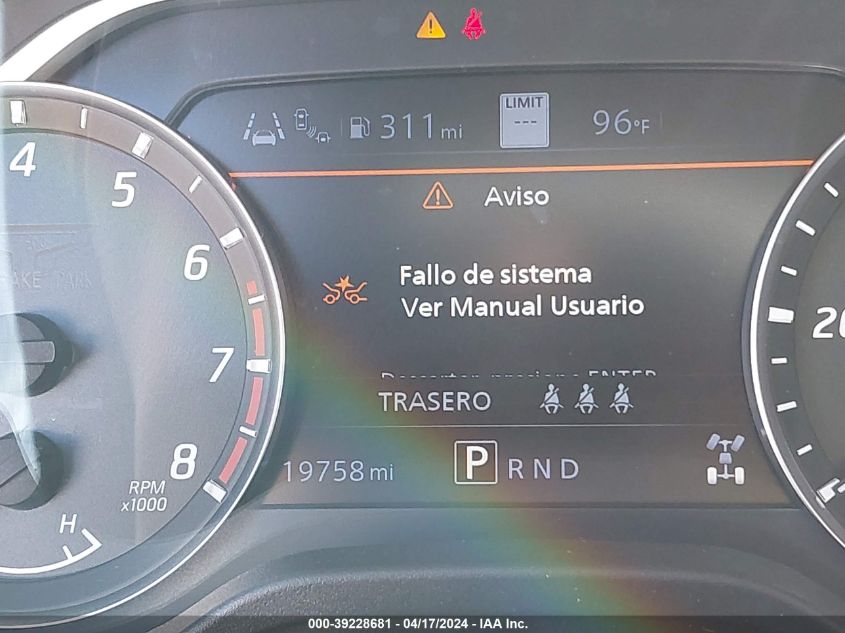 311 mi
LIMIT
---
96°F
Aviso
Fallo de sistema
Ver Manual Usuario
TRASERO
19758 mi
P R N D
4
5
6
7
8
RPM
x1000
H
000-39228681 - 04/17/2024 - IAA Inc.